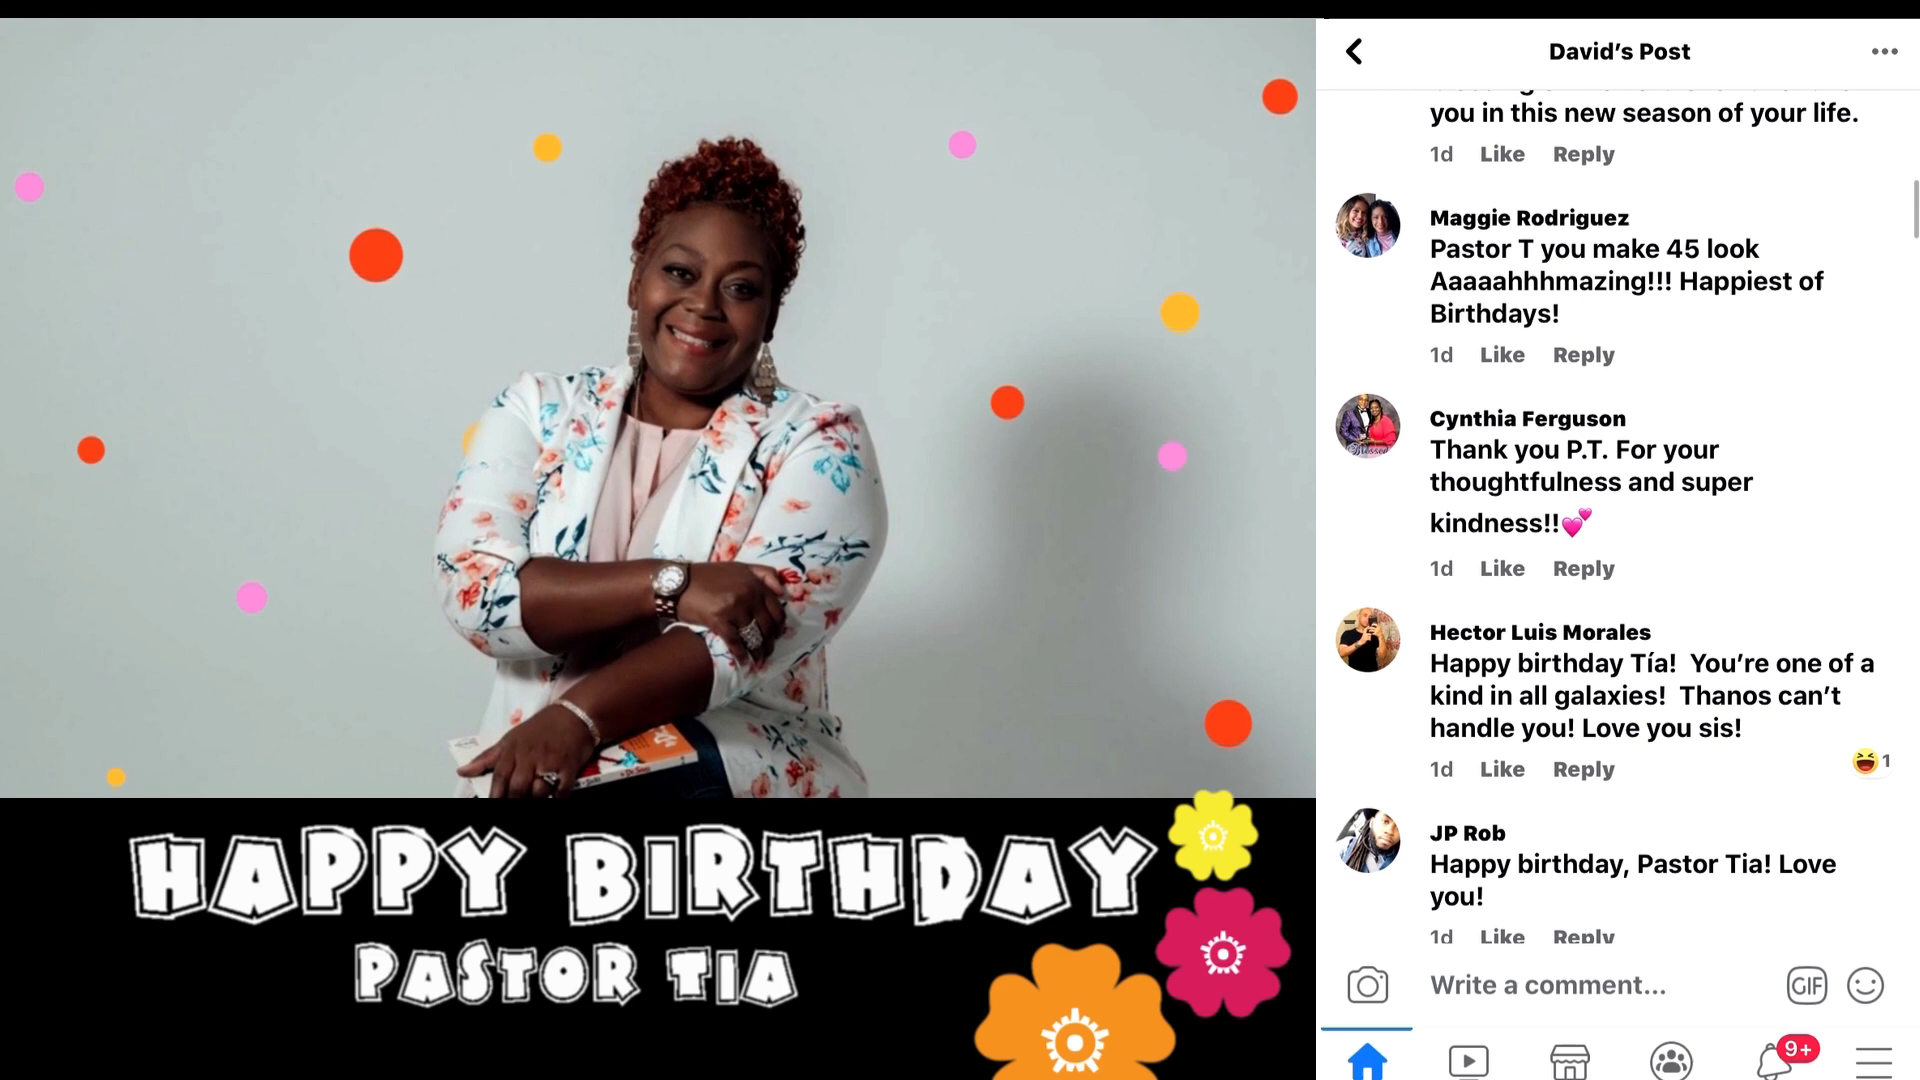 HAPPY BIRTHDAY
PASTOR TIA
David’s Post
you in this new season of your life.
1d Like Reply
Maggie Rodriguez
Pastor T you make 45 look
Aaaaahhhmazing!!! Happiest of
Birthdays!
1d Like Reply
Cynthia Ferguson
Thank you P.T. For your
thoughtfulness and super
kindness!!💕
1d Like Reply
Hector Luis Morales
Happy birthday Tía!  You’re one of a
kind in all galaxies!  Thanos can’t
handle you! Love you sis!
1d Like Reply
😆 1
JP Rob
Happy birthday, Pastor Tia! Love
you!
1d Like Reply
Write a comment...
GIF
9+